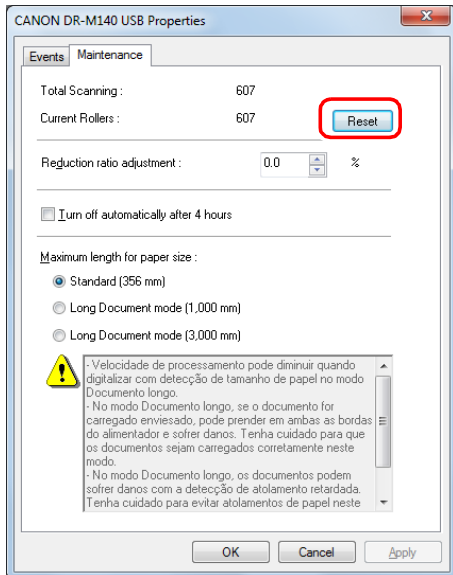 CANON DR-M140 USB Properties
Events Maintenance
Total Scanning : 607
Current Rollers : 607 Reset
Reduction ratio adjustment : 0.0 %
Turn off automatically after 4 hours
Maximum length for paper size :
Standard (356 mm)
Long Document mode (1,000 mm)
Long Document mode (3,000 mm)
- Velocidade de processamento pode diminuir quando
digitalizar com detecção de tamanho de papel no modo
Documento longo.
- No modo Documento longo, se o documento for
carregado enviesado, pode prender em ambas as bordas
do alimentador e sofrer danos. Tenha cuidado para que
os documentos sejam carregados corretamente neste
modo.
- No modo Documento longo, os documentos podem
sofrer danos com a detecção de atolamento retardada.
Tenha cuidado para evitar atolamentos de papel neste
OK Cancel Apply